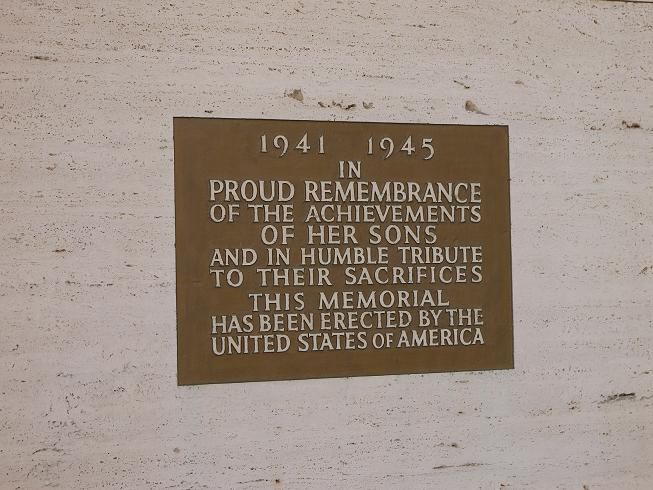 1941 1945
IN
PROUD REMEMBRANCE
OF THE ACHIEVEMENTS
OF HER SONS
AND IN HUMBLE TRIBUTE
TO THEIR SACRIFICES
THIS MEMORIAL
HAS BEEN ERECTED BY THE
UNITED STATES OF AMERICA